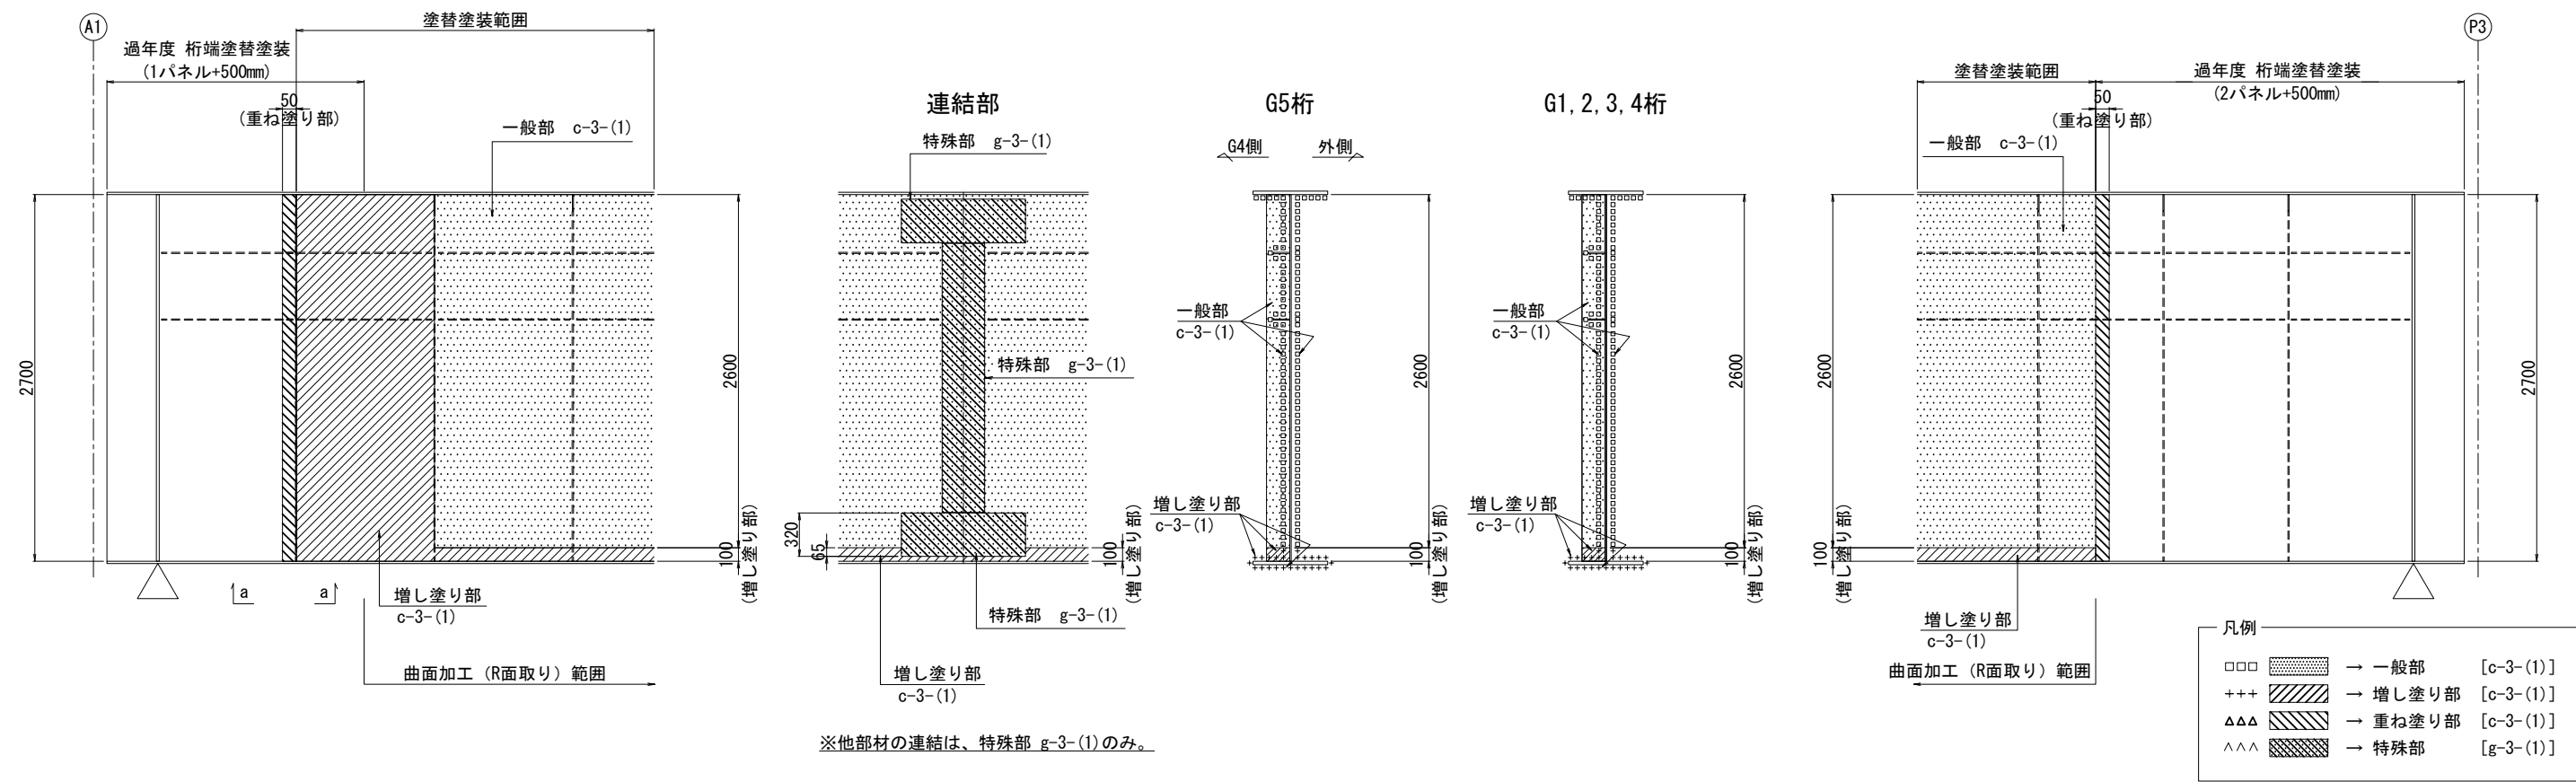 A1
塗替塗装範囲
過年度 桁端塗替塗装
(1パネル+500mm)
50
(重ね塗り部)
一般部 c-3-(1)
2700
2600
100
(増し塗り部)
a
a
増し塗り部
c-3-(1)
曲面加工（R面取り）範囲
連結部
特殊部 g-3-(1)
特殊部 g-3-(1)
320
65
100
(増し塗り部)
特殊部 g-3-(1)
増し塗り部
c-3-(1)
※他部材の連結は、特殊部 g-3-(1)のみ。
G5桁
G4側
外側
一般部
c-3-(1)
2600
増し塗り部
c-3-(1)
100
(増し塗り部)
G1,2,3,4桁
一般部
c-3-(1)
2600
増し塗り部
c-3-(1)
100
(増し塗り部)
P3
塗替塗装範囲
過年度 桁端塗替塗装
(2パネル+500mm)
50
(重ね塗り部)
一般部 c-3-(1)
2600
2700
100
(増し塗り部)
増し塗り部
c-3-(1)
曲面加工（R面取り）範囲
凡例
□□□ → 一般部 [c-3-(1)]
+++ → 増し塗り部 [c-3-(1)]
△△△ → 重ね塗り部 [c-3-(1)]
^^^ → 特殊部 [g-3-(1)]